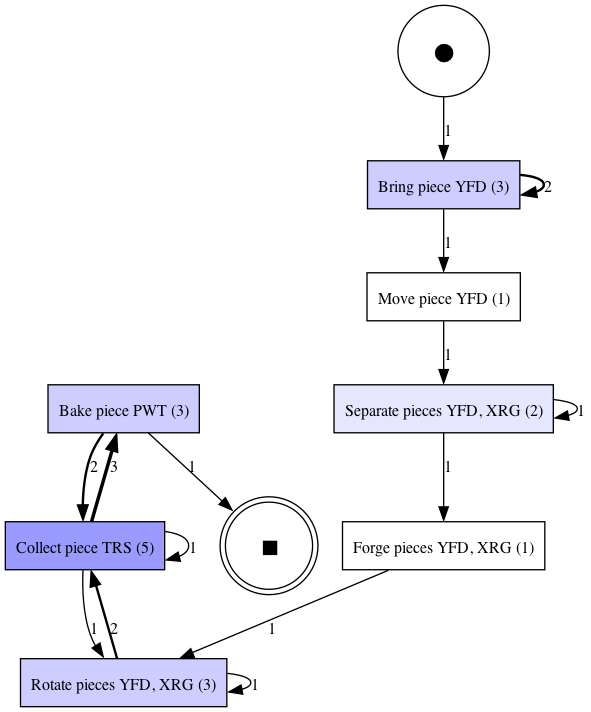 1
Bring piece YFD (3)
2
1
Move piece YFD (1)
1
Bake piece PWT (3)
Separate pieces YFD, XRG (2)
1
2
3
1
1
Collect piece TRS (5)
1
Forge pieces YFD, XRG (1)
1
2
1
Rotate pieces YFD, XRG (3)
1